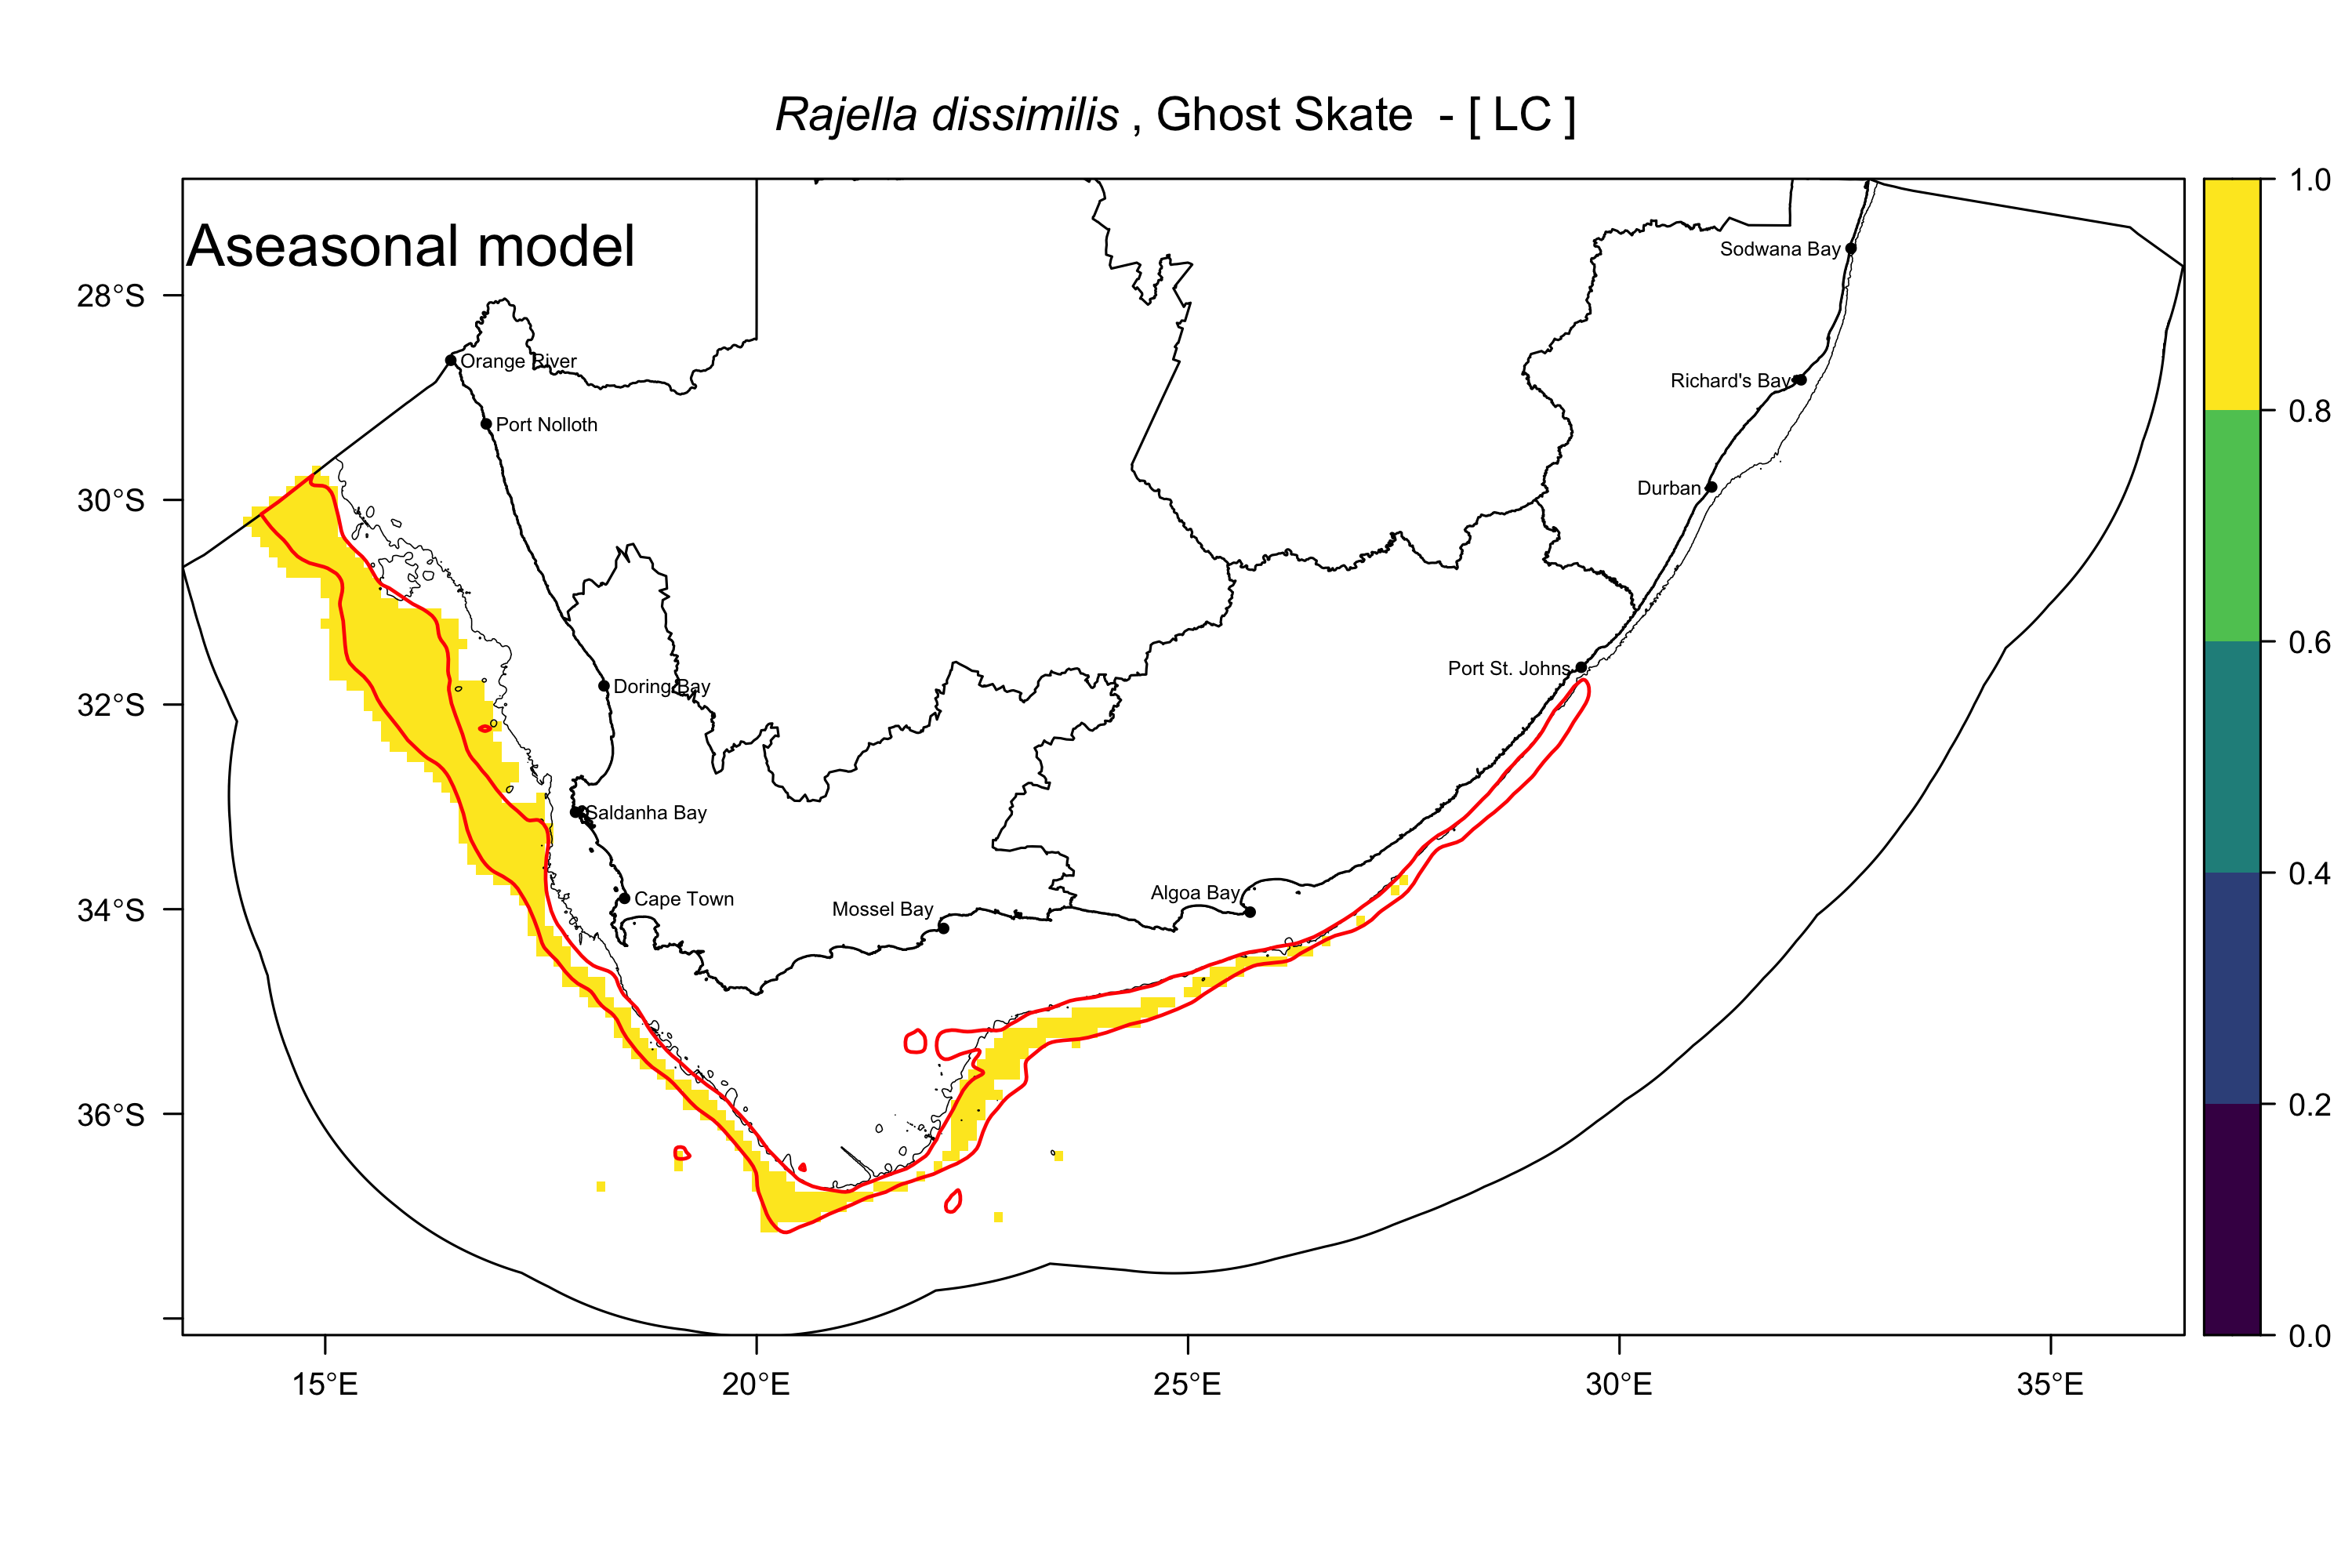 Rajella dissimilis , Ghost Skate - [ LC ]
Aseasonal model
1.0
0.8
0.6
0.4
0.2
0.0
28°S
30°S
32°S
34°S
36°S
15°E
20°E
25°E
30°E
35°E
Sodwana Bay
Orange River
Richard's Bay
Port Nolloth
Durban
Port St. Johns
Doring Bay
Saldanha Bay
Algoa Bay
Cape Town
Mossel Bay